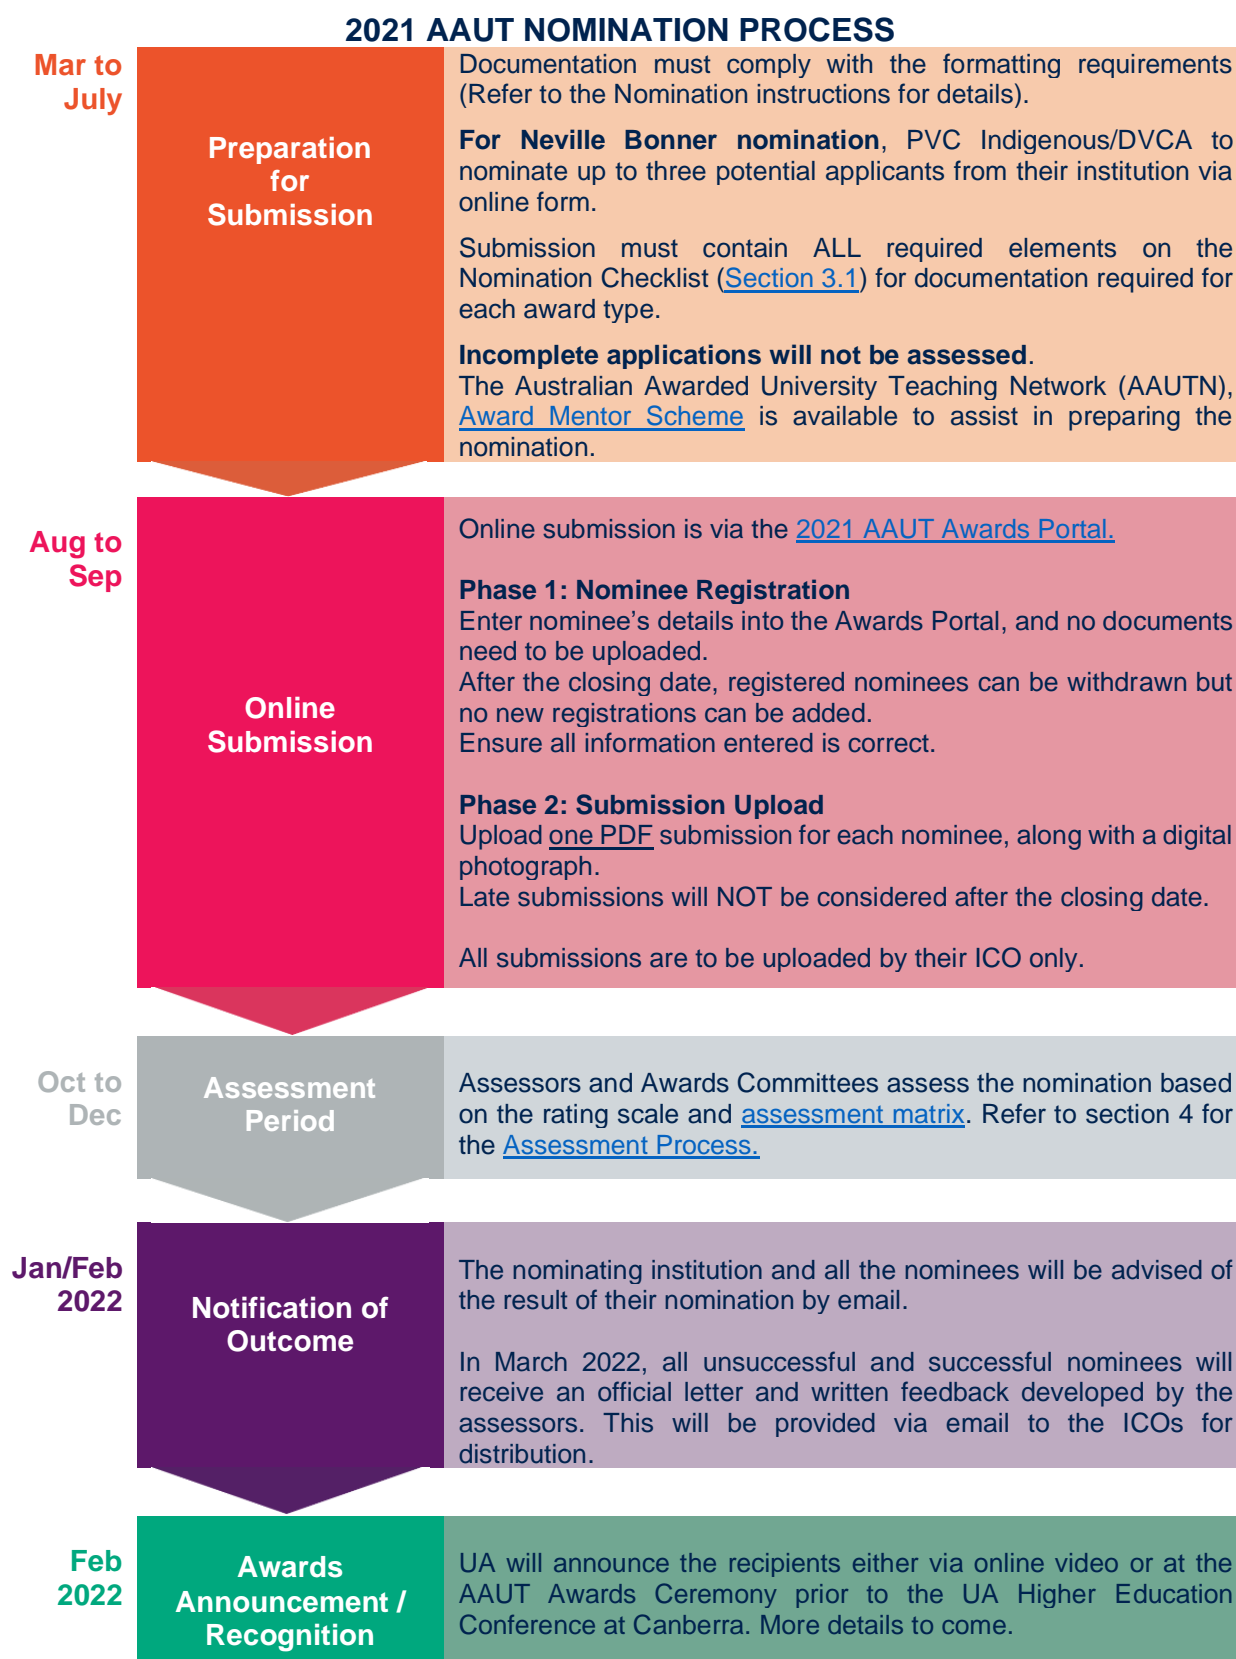 2021 AAUT NOMINATION PROCESS
Mar to
July
Preparation
for
Submission
Documentation must comply with the formatting requirements
(Refer to the Nomination instructions for details).
For Neville Bonner nomination, PVC Indigenous/DVCA to
nominate up to three potential applicants from their institution via
online form.
Submission must contain ALL required elements on the
Nomination Checklist (Section 3.1) for documentation required for
each award type.
Incomplete applications will not be assessed.
The Australian Awarded University Teaching Network (AAUTN),
Award Mentor Scheme is available to assist in preparing the
nomination.
Aug to
Sep
Online
Submission
Online submission is via the 2021 AAUT Awards Portal.
Phase 1: Nominee Registration
Enter nominee’s details into the Awards Portal, and no documents
need to be uploaded.
After the closing date, registered nominees can be withdrawn but
no new registrations can be added.
Ensure all information entered is correct.
Phase 2: Submission Upload
Upload one PDF submission for each nominee, along with a digital
photograph.
Late submissions will NOT be considered after the closing date.
All submissions are to be uploaded by their ICO only.
Oct to
Dec
Assessment
Period
Assessors and Awards Committees assess the nomination based
on the rating scale and assessment matrix. Refer to section 4 for
the Assessment Process.
Jan/Feb
2022
Notification of
Outcome
The nominating institution and all the nominees will be advised of
the result of their nomination by email.
In March 2022, all unsuccessful and successful nominees will
receive an official letter and written feedback developed by the
assessors. This will be provided via email to the ICOs for
distribution.
Feb
2022
Awards
Announcement /
Recognition
UA will announce the recipients either via online video or at the
AAUT Awards Ceremony prior to the UA Higher Education
Conference at Canberra. More details to come.